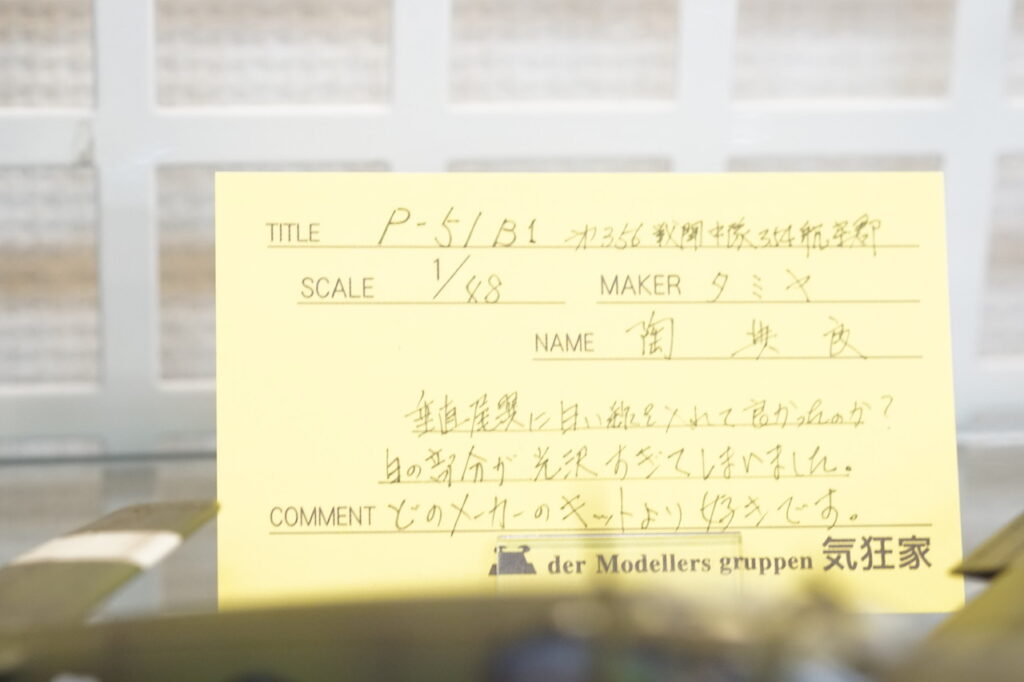 TITLE P-51B1 オ356戦闘中隊354航空郡
SCALE 1/48 MAKER タミヤ
NAME 陶
垂直尾翼に白い線を入れて良かったのか?
白の部分が光沢すぎてしまいました。
COMMENT どのメーカーのキットより好きです。
der Modellers gruppen 気狂家